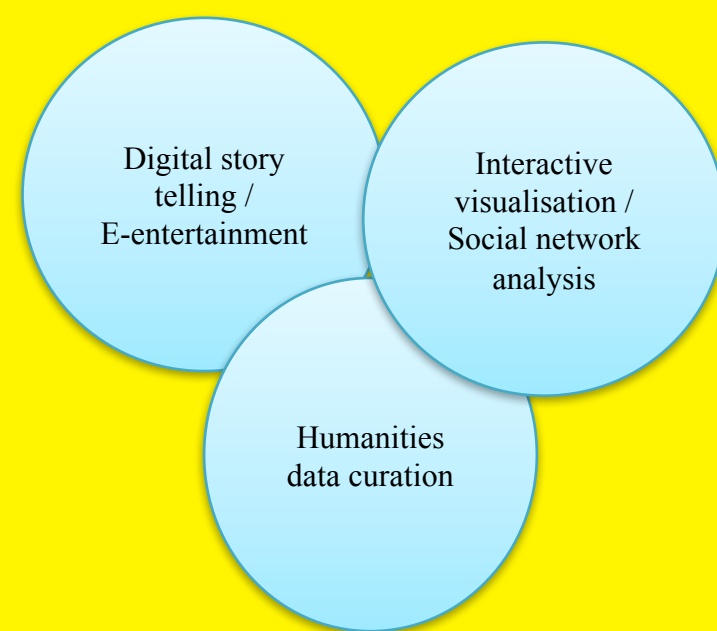 Digital story
telling /
E-entertainment
Interactive
visualisation /
Social network
analysis
Humanities
data curation